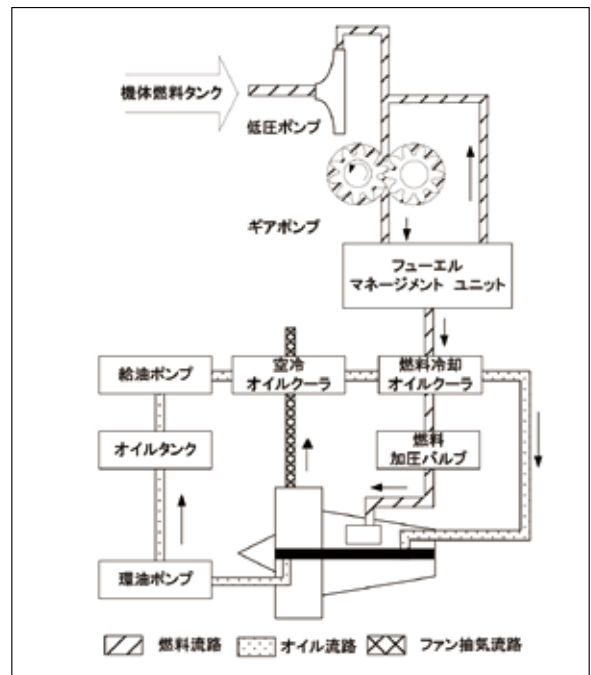 機体燃料タンク
低圧ポンプ
ギアポンプ
フューエル
マネージメント ユニット
給油ポンプ
空冷
オイルクーラ
燃料冷却
オイルクーラ
オイルタンク
燃料
加圧バルブ
環油ポンプ
燃料流路
オイル流路
ファン抽気流路